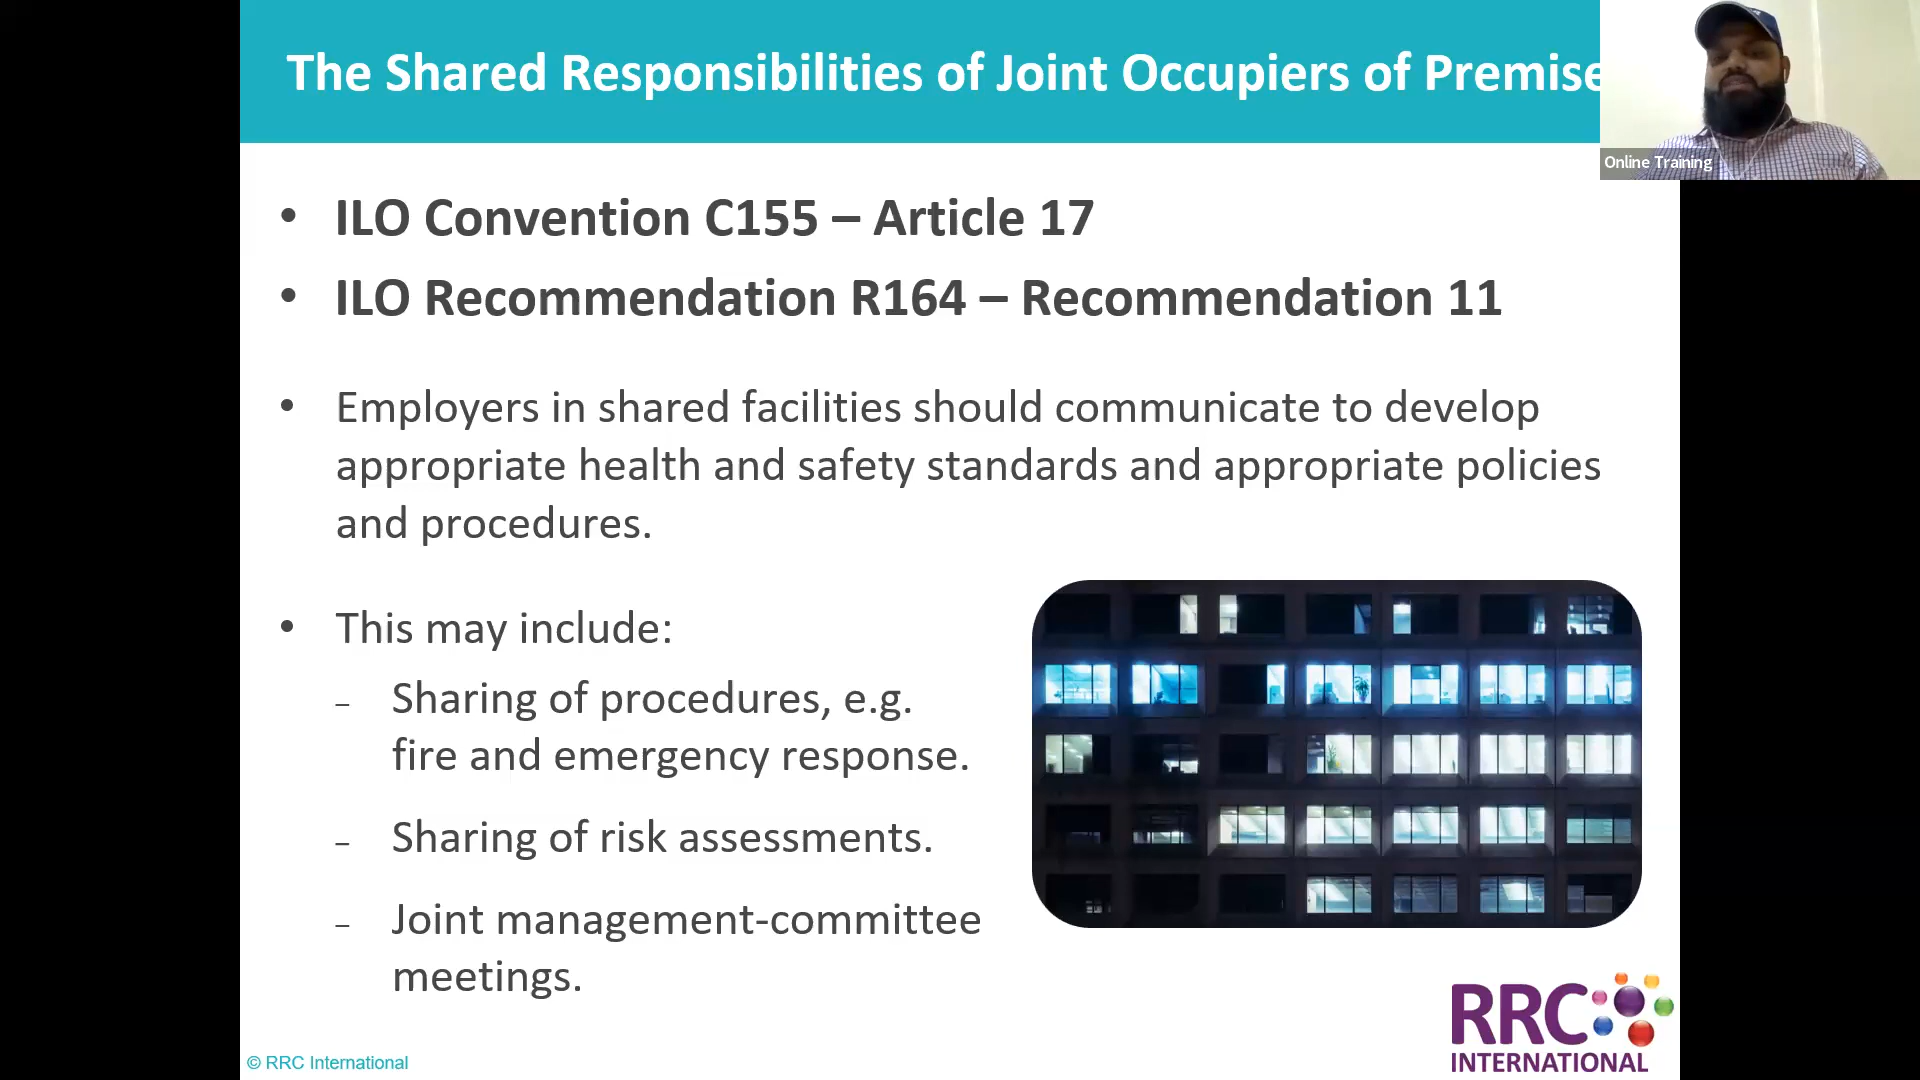 The Shared Responsibilities of Joint Occupiers of Premise
Online Training
• ILO Convention C155 – Article 17
• ILO Recommendation R164 – Recommendation 11
• Employers in shared facilities should communicate to develop
appropriate health and safety standards and appropriate policies
and procedures.
• This may include:
– Sharing of procedures, e.g.
fire and emergency response.
– Sharing of risk assessments.
– Joint management-committee
meetings.
RRC
INTERNATIONAL
© RRC International